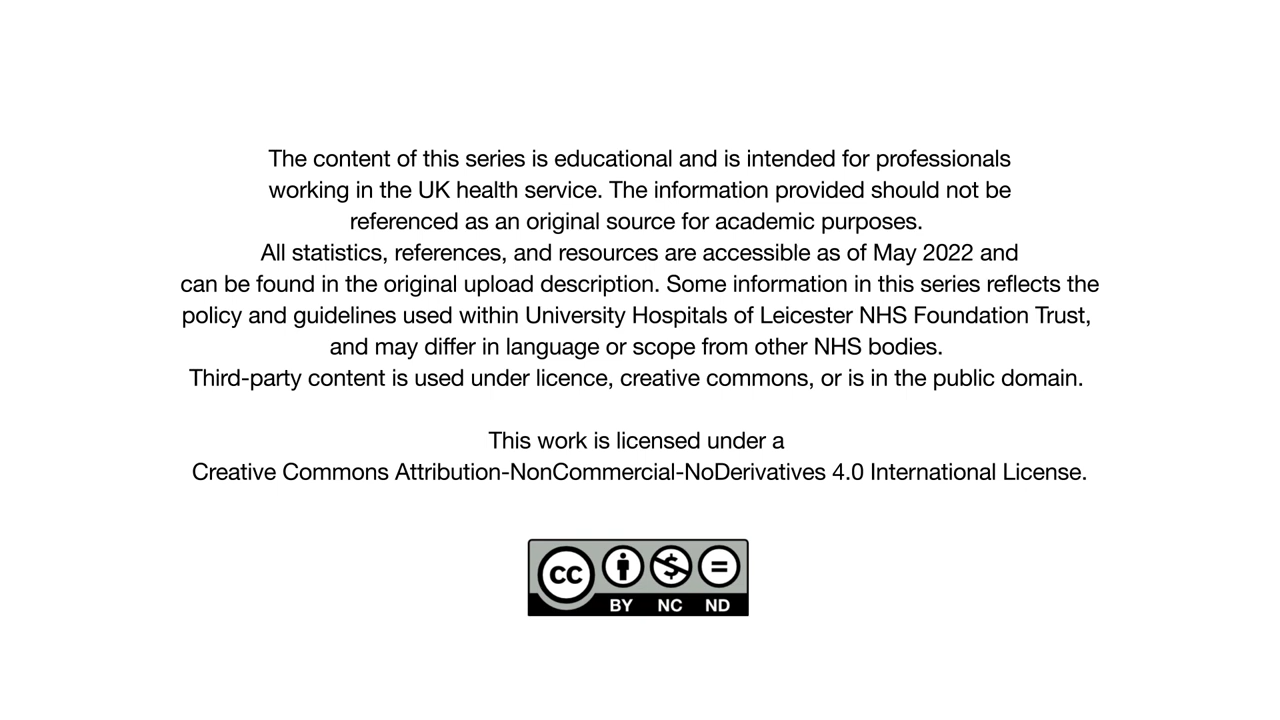 The content of this series is educational and is intended for professionals
working in the UK health service. The information provided should not be
referenced as an original source for academic purposes.
All statistics, references, and resources are accessible as of May 2022 and
can be found in the original upload description. Some information in this series reflects the
policy and guidelines used within University Hospitals of Leicester NHS Foundation Trust,
and may differ in language or scope from other NHS bodies.
Third-party content is used under licence, creative commons, or is in the public domain.
This work is licensed under a
Creative Commons Attribution-NonCommercial-NoDerivatives 4.0 International License.
CC $ =
BY NC ND